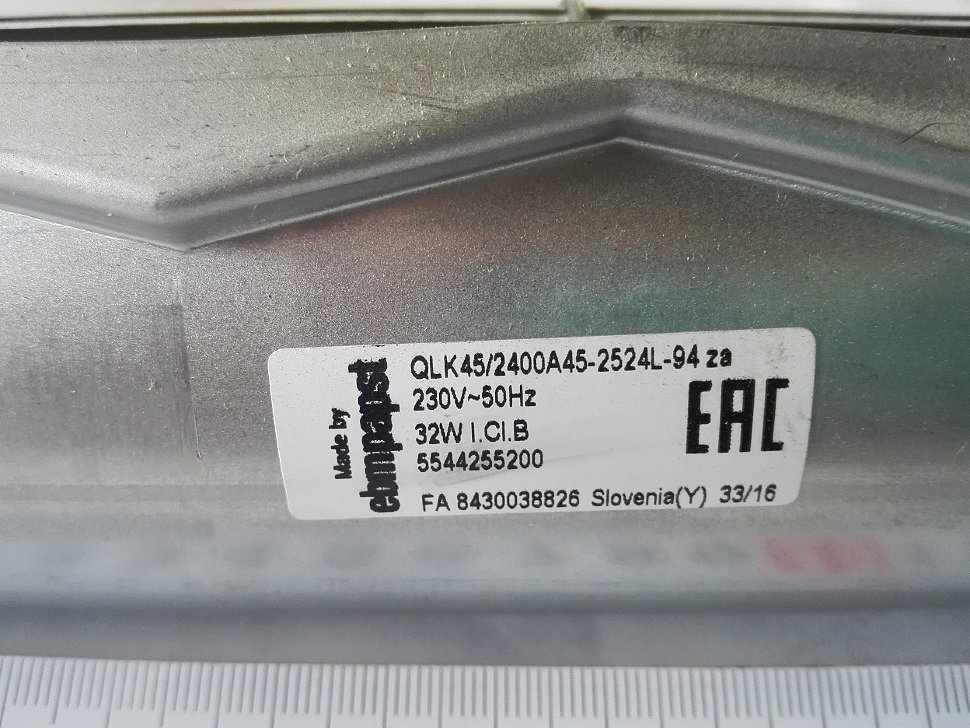 Made by
ebmpapst
QLK45/2400A45-2524L-94 za
230V~50Hz
32W I.Cl.B
5544255200
FA 8430038826 Slovenia(Y) 33/16
EAC